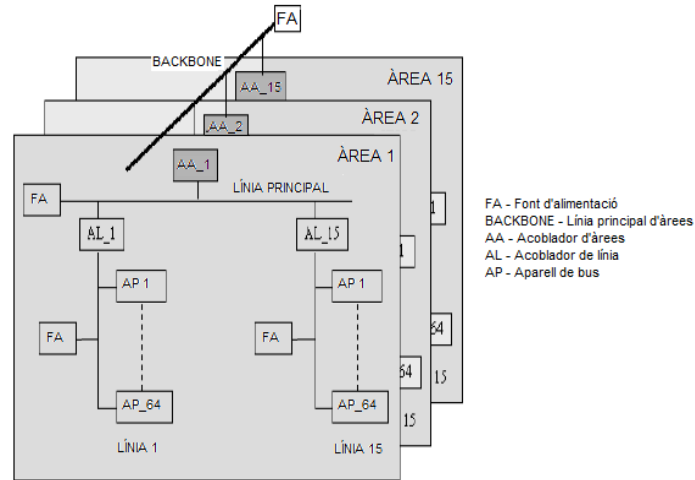 FA
BACKBONE
ÀREA 15
AA_15
ÀREA 2
AA_2
ÀREA 1
AA_1
LÍNIA PRINCIPAL
FA
AL_1
AL_15
1
1
AP 1
AP 1
FA
FA
64
64
AP_64
AP_64
15
15
LÍNIA 1
LÍNIA 15
FA - Font d'alimentació
BACKBONE - Línia principal d'àrees
AA - Acoblador d'àrees
AL - Acoblador de línia
AP - Aparell de bus